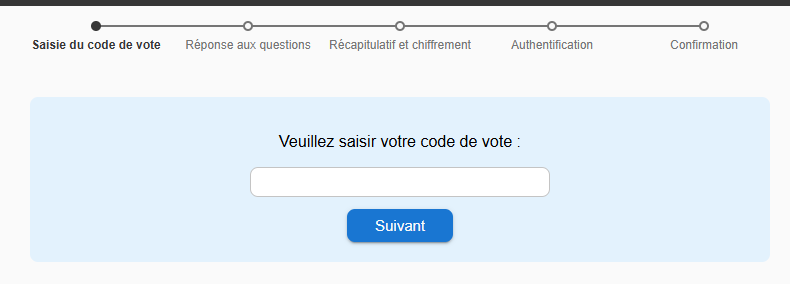 Saisie du code de vote Réponse aux questions Récapitulatif et chiffrement Authentification Confirmation
Veuillez saisir votre code de vote :
Suivant